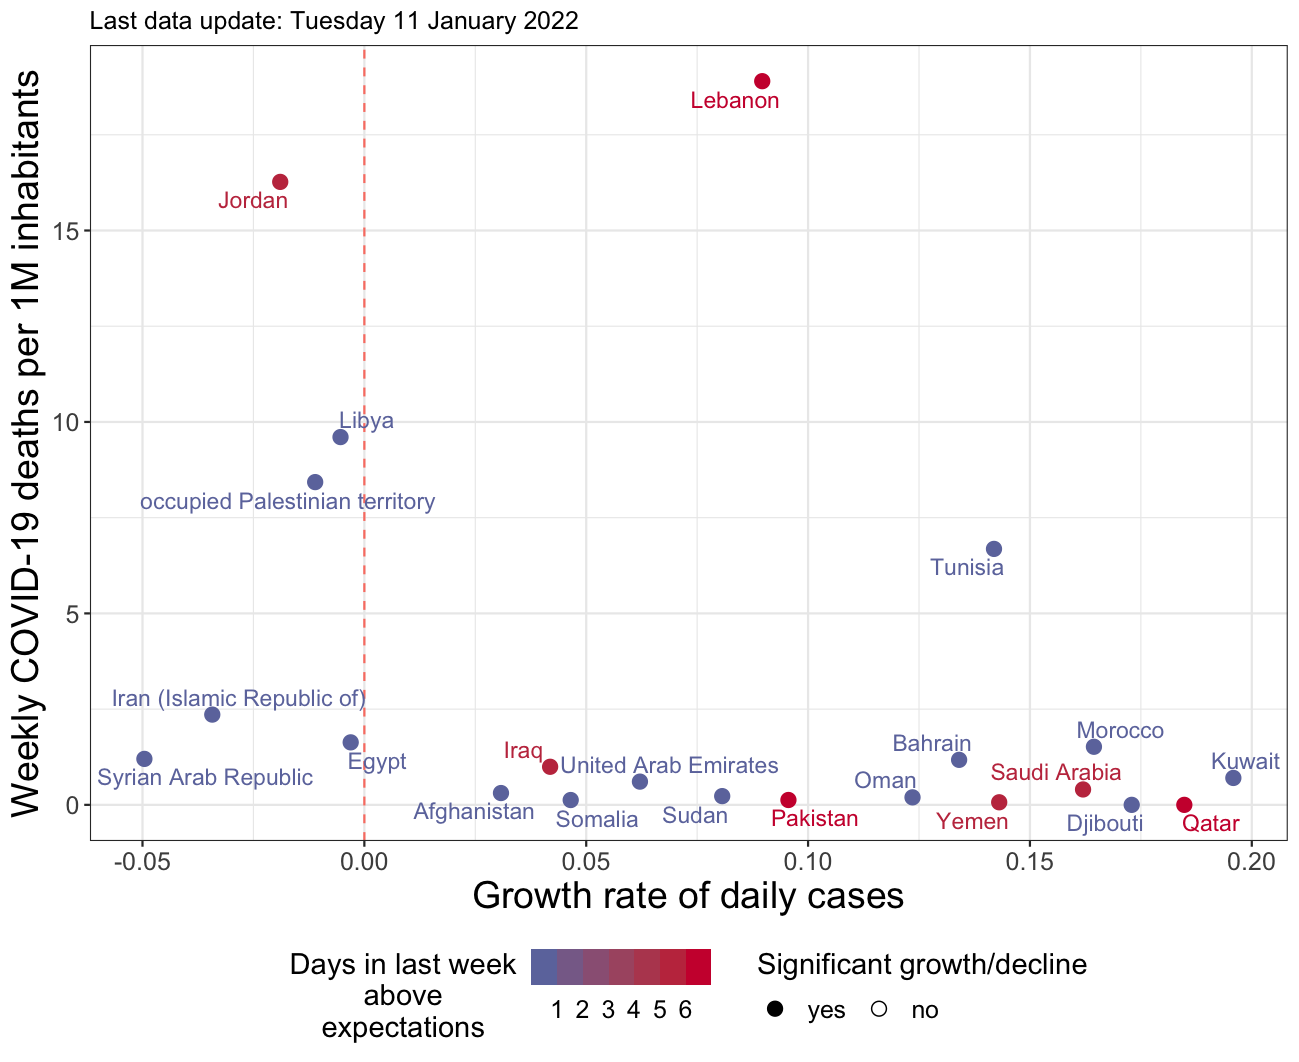 Last data update: Tuesday 11 January 2022
Weekly COVID-19 deaths per 1M inhabitants
15
10
5
0
Lebanon
Jordan
Libya
occupied Palestinian territory
Tunisia
Iran (Islamic Republic of)
Syrian Arab Republic
Egypt
Iraq
United Arab Emirates
Afghanistan
Somalia
Sudan
Pakistan
Bahrain
Oman
Morocco
Saudi Arabia
Kuwait
Yemen
Djibouti
Qatar
-0.05 0.00 0.05 0.10 0.15 0.20
Growth rate of daily cases
Days in last week
above
expectations
1 2 3 4 5 6
Significant growth/decline
yes no